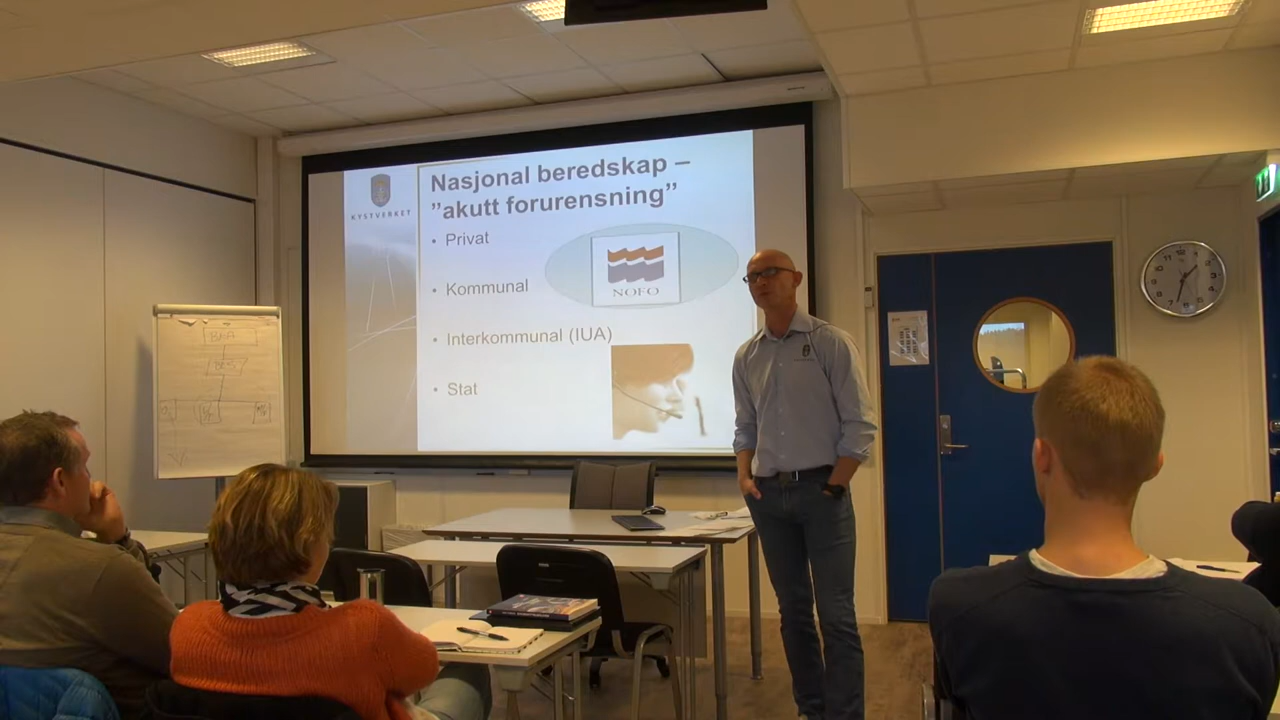 Nasjonal beredskap –
”akutt forurensning”
KYSTVERKET
• Privat
NOFO
• Kommunal
• Interkommunal (IUA)
• Stat